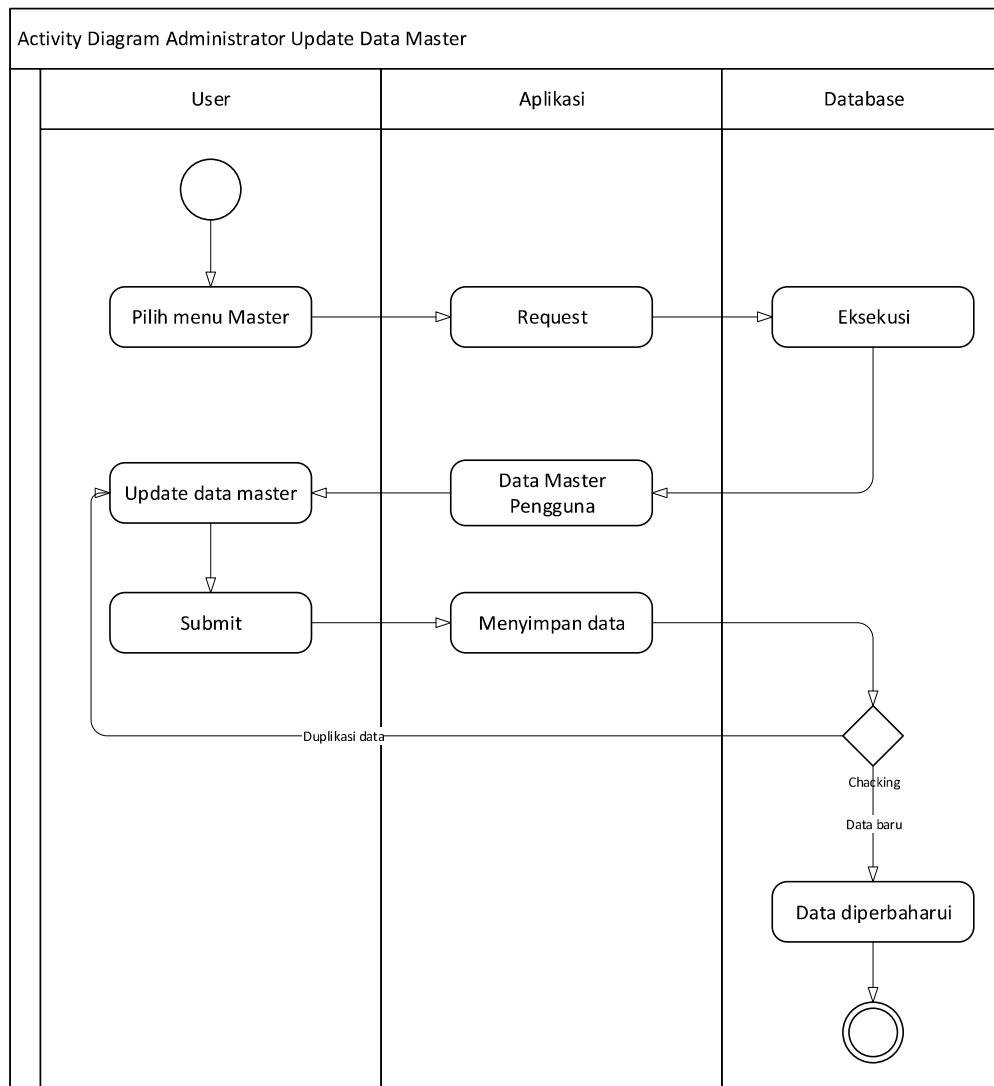 Activity Diagram Administrator Update Data Master
User
Aplikasi
Database
Pilih menu Master
Request
Eksekusi
Update data master
Data Master
Pengguna
Submit
Menyimpan data
Duplikasi data
Chacking
Data baru
Data diperbaharui